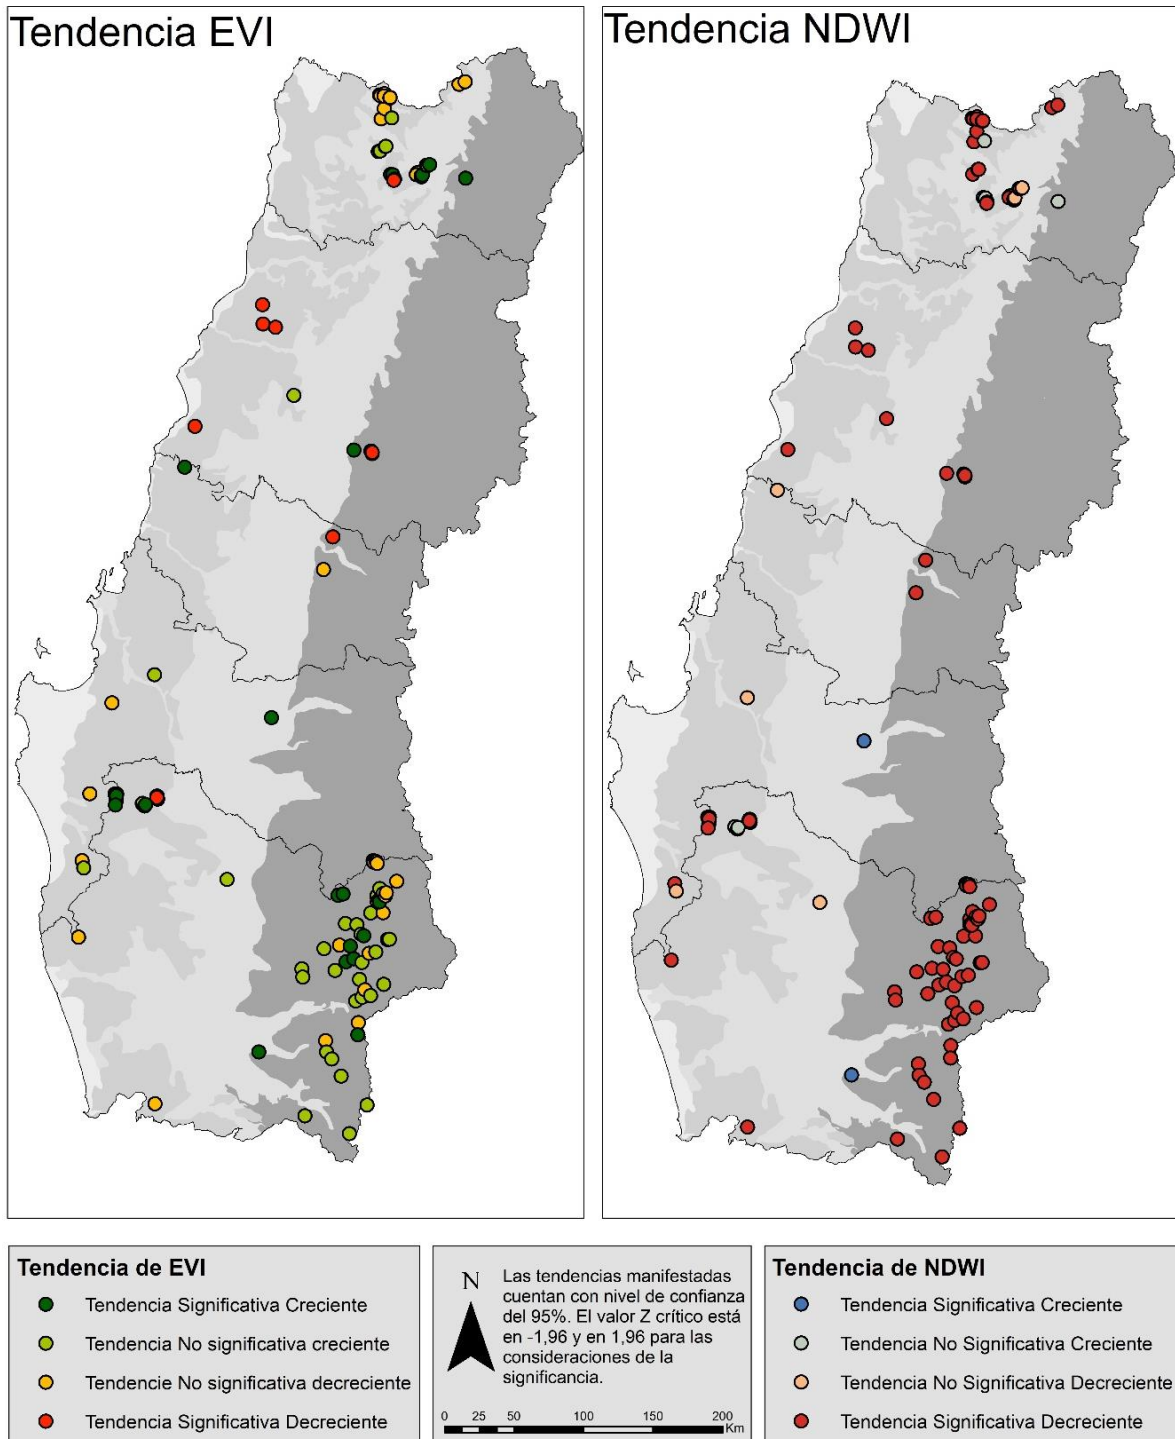 Tendencia EVI
Tendencia NDWI
Tendencia de EVI
Tendencia Significativa Creciente
Tendencia No significativa creciente
Tendencie No significativa decreciente
Tendencia Significativa Decreciente
N
Las tendencias manifestadas
cuentan con nivel de confianza
del 95%. El valor Z crítico está
en -1,96 y en 1,96 para las
consideraciones de la
significancia.
0 25 50 100 150 200
Km
Tendencia de NDWI
Tendencia Significativa Creciente
Tendencia No Significativa Creciente
Tendencia No Significativa Decreciente
Tendencia Significativa Decreciente